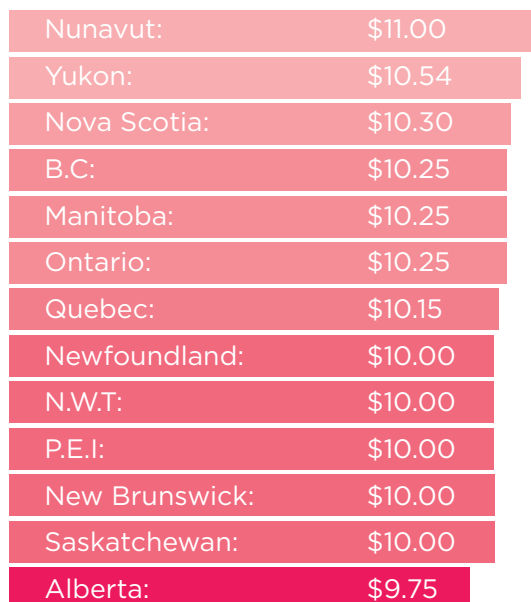 Nunavut: $11.00
Yukon: $10.54
Nova Scotia: $10.30
B.C: $10.25
Manitoba: $10.25
Ontario: $10.25
Quebec: $10.15
Newfoundland: $10.00
N.W.T: $10.00
P.E.I: $10.00
New Brunswick: $10.00
Saskatchewan: $10.00
Alberta: $9.75